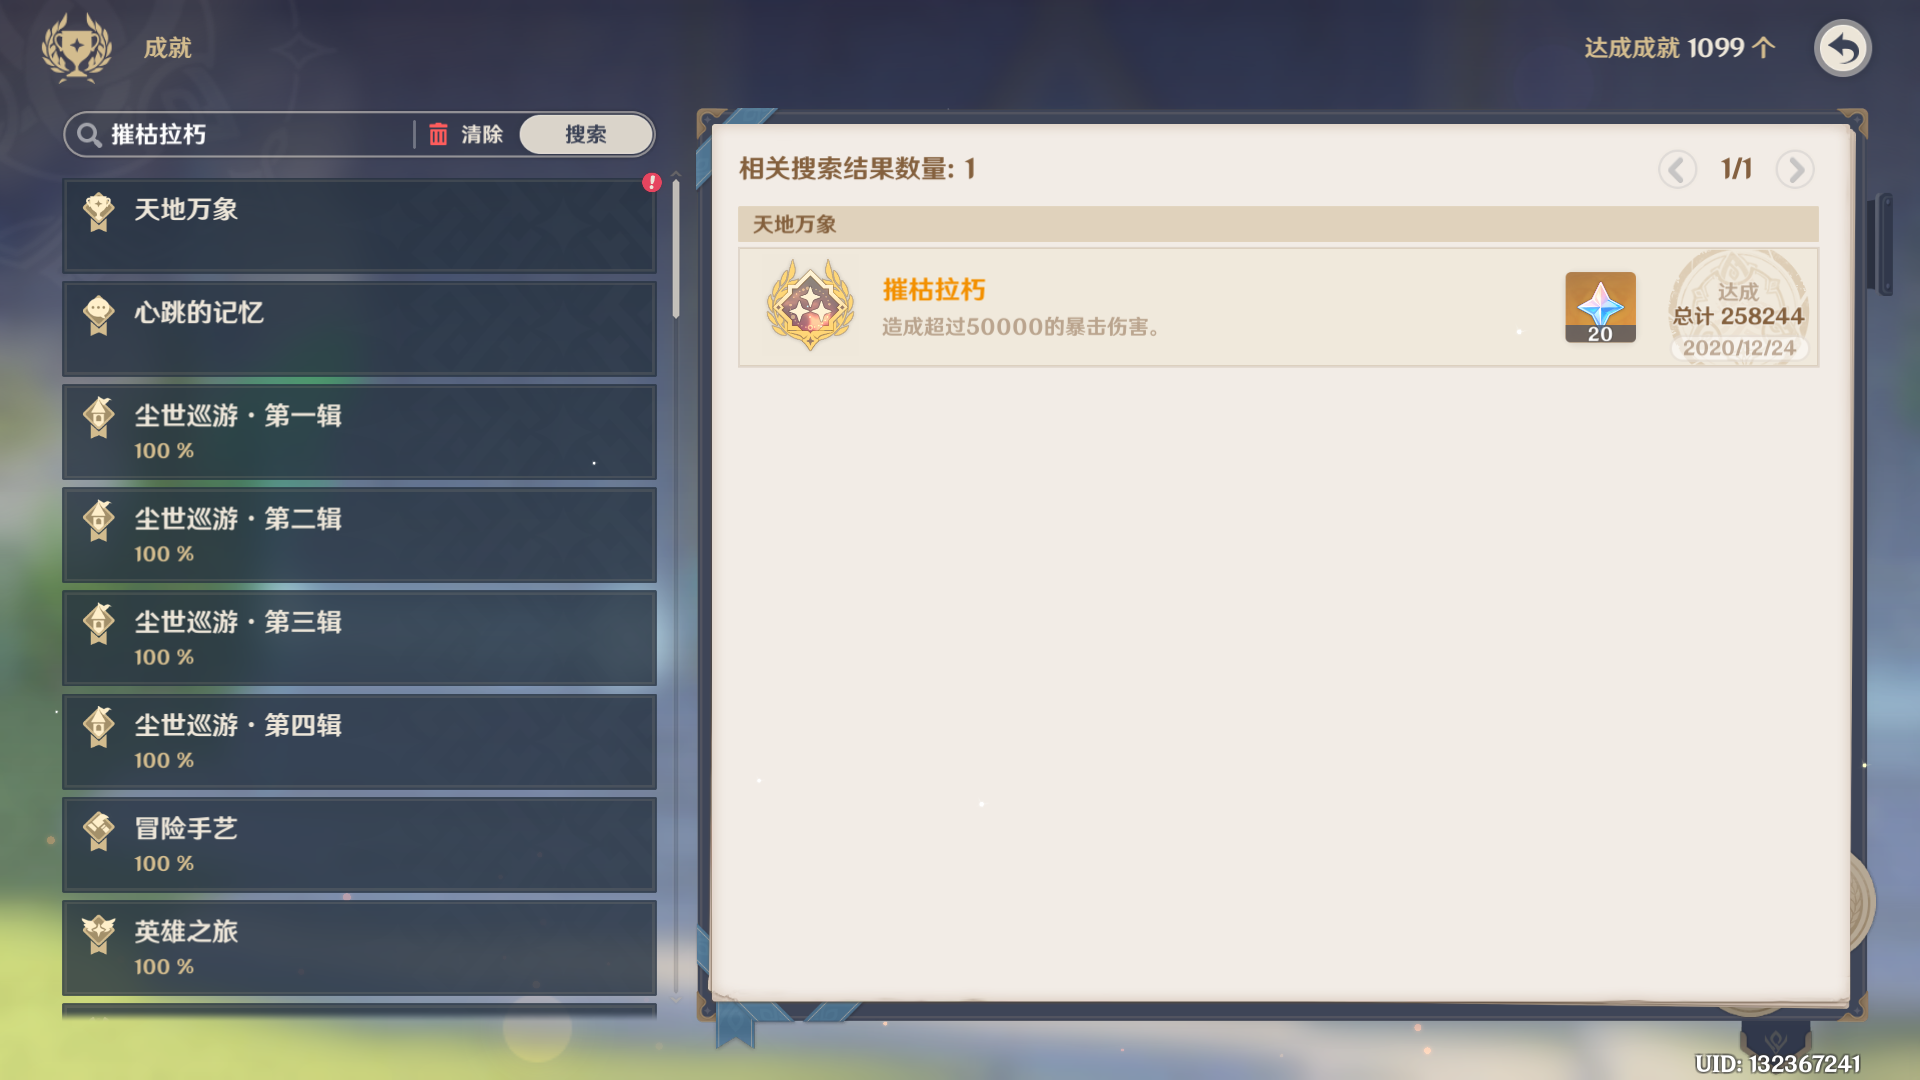 成就
达成成就 1099 个
摧枯拉朽
清除
搜索
天地万象
心跳的记忆
尘世巡游·第一辑
100 %
尘世巡游·第二辑
100 %
尘世巡游·第三辑
100 %
尘世巡游·第四辑
100 %
冒险手艺
100 %
英雄之旅
100 %
相关搜索结果数量: 1
1/1
天地万象
摧枯拉朽
造成超过50000的暴击伤害。
20
达成
总计 258244
2020/12/24
UID: 132367241